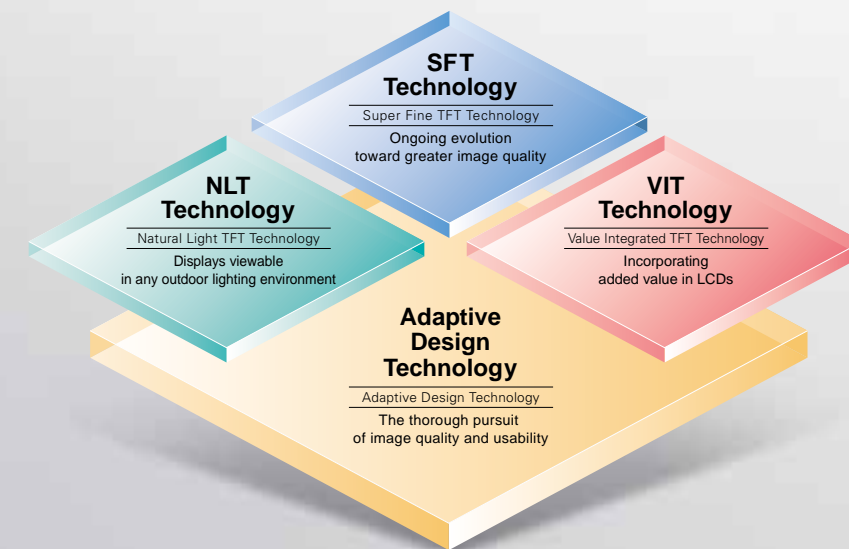 SFT
Technology
Super Fine TFT Technology
Ongoing evolution
toward greater image quality
NLT
Technology
Natural Light TFT Technology
Displays viewable
in any outdoor lighting environment
VIT
Technology
Value Integrated TFT Technology
Incorporating
added value in LCDs
Adaptive
Design
Technology
Adaptive Design Technology
The thorough pursuit
of image quality and usability